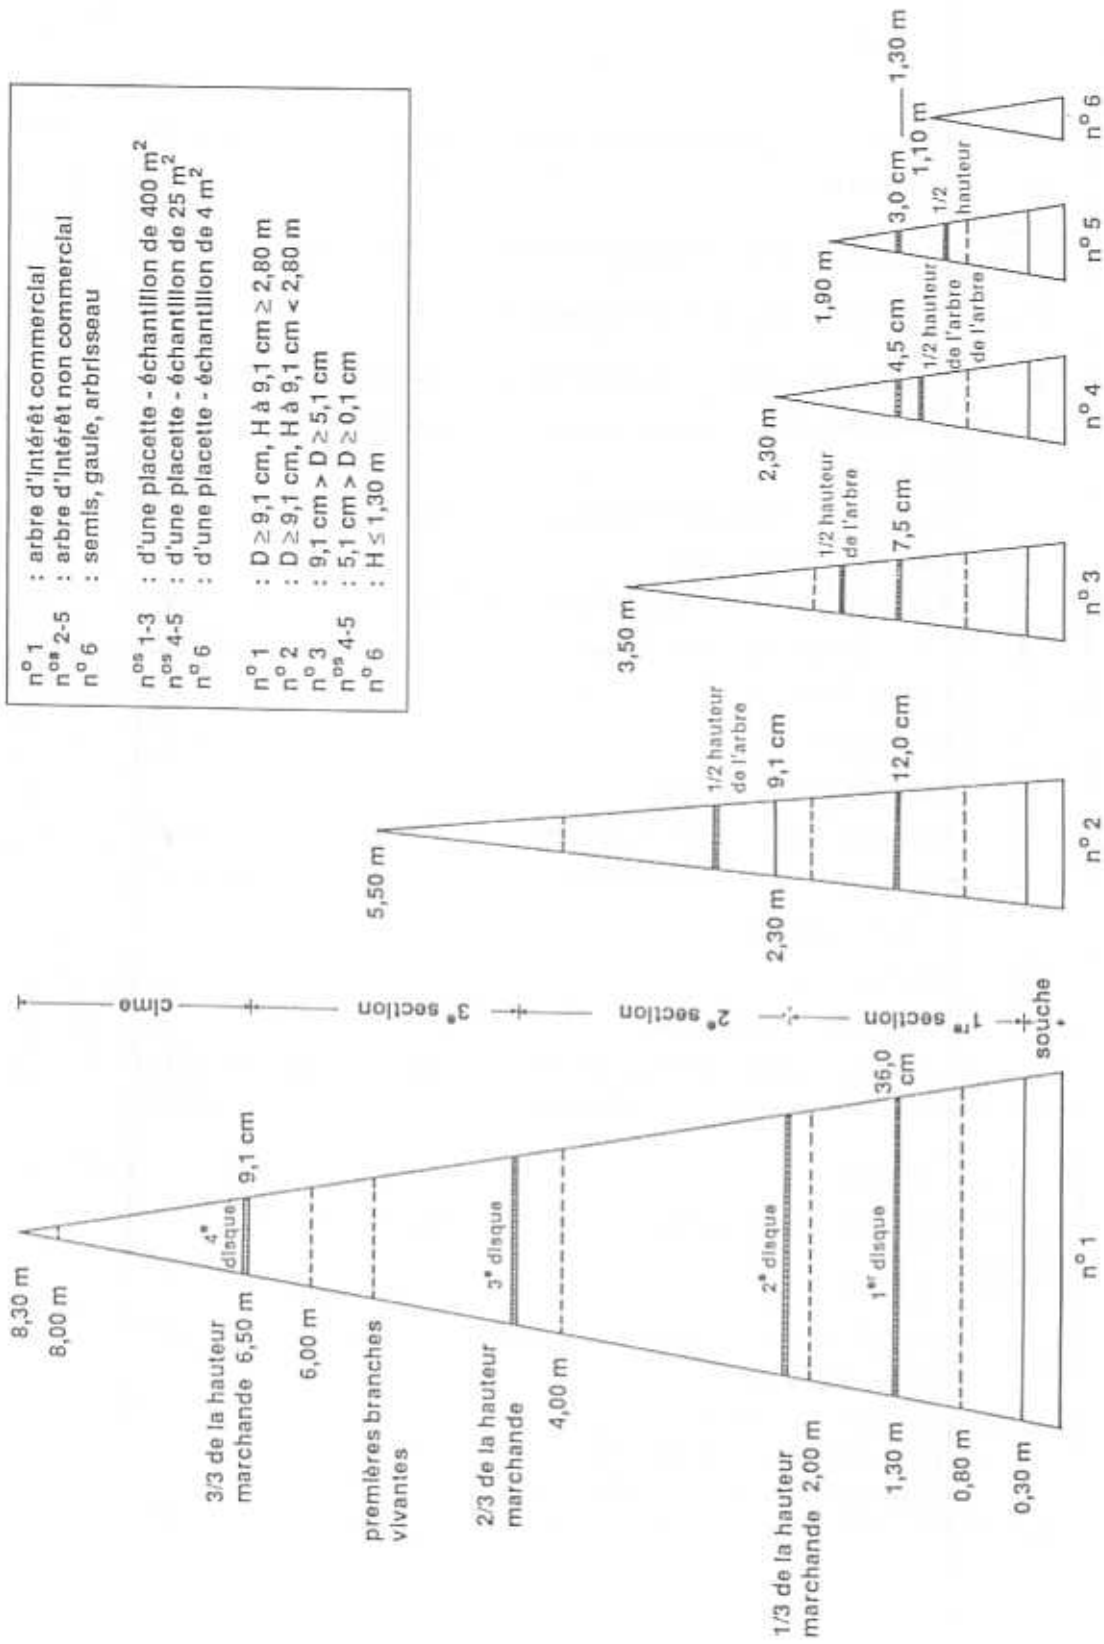 n° 1 : arbre d'intérêt commercial
nos 2-5 : arbre d'intérêt non commercial
n° 6 : semis, gaule, arbrisseau
nos 1-3 : d'une placette - échantillon de 400 m²
nos 4-5 : d'une placette - échantillon de 25 m²
n° 6 : d'une placette - échantillon de 4 m²
n° 1 : D ≥ 9,1 cm, H à 9,1 cm ≥ 2,80 m
n° 2 : D ≥ 9,1 cm, H à 9,1 cm < 2,80 m
n° 3 : 9,1 cm > D ≥ 5,1 cm
nos 4-5 : 5,1 cm > D ≥ 0,1 cm
n° 6 : H ≤ 1,30 m
8,30 m
8,00 m
3/3 de la hauteur
marchande 6,50 m
4e
disque
9,1 cm
6,00 m
premières branches
vivantes
2/3 de la hauteur
marchande
3e disque
4,00 m
1/3 de la hauteur
marchande 2,00 m
2e disque
1er disque
36,0
cm
1,30 m
0,80 m
0,30 m
n° 1
cime
3e section
2e section
1re section
souche
5,50 m
1/2 hauteur
de l'arbre
9,1 cm
2,30 m
12,0 cm
n° 2
3,50 m
1/2 hauteur
de l'arbre
7,5 cm
n° 3
2,30 m
4,5 cm
1/2 hauteur
de l'arbre
n° 4
1,90 m
3,0 cm
1/2
hauteur
de l'arbre
n° 5
1,30 m
1,10 m
n° 6